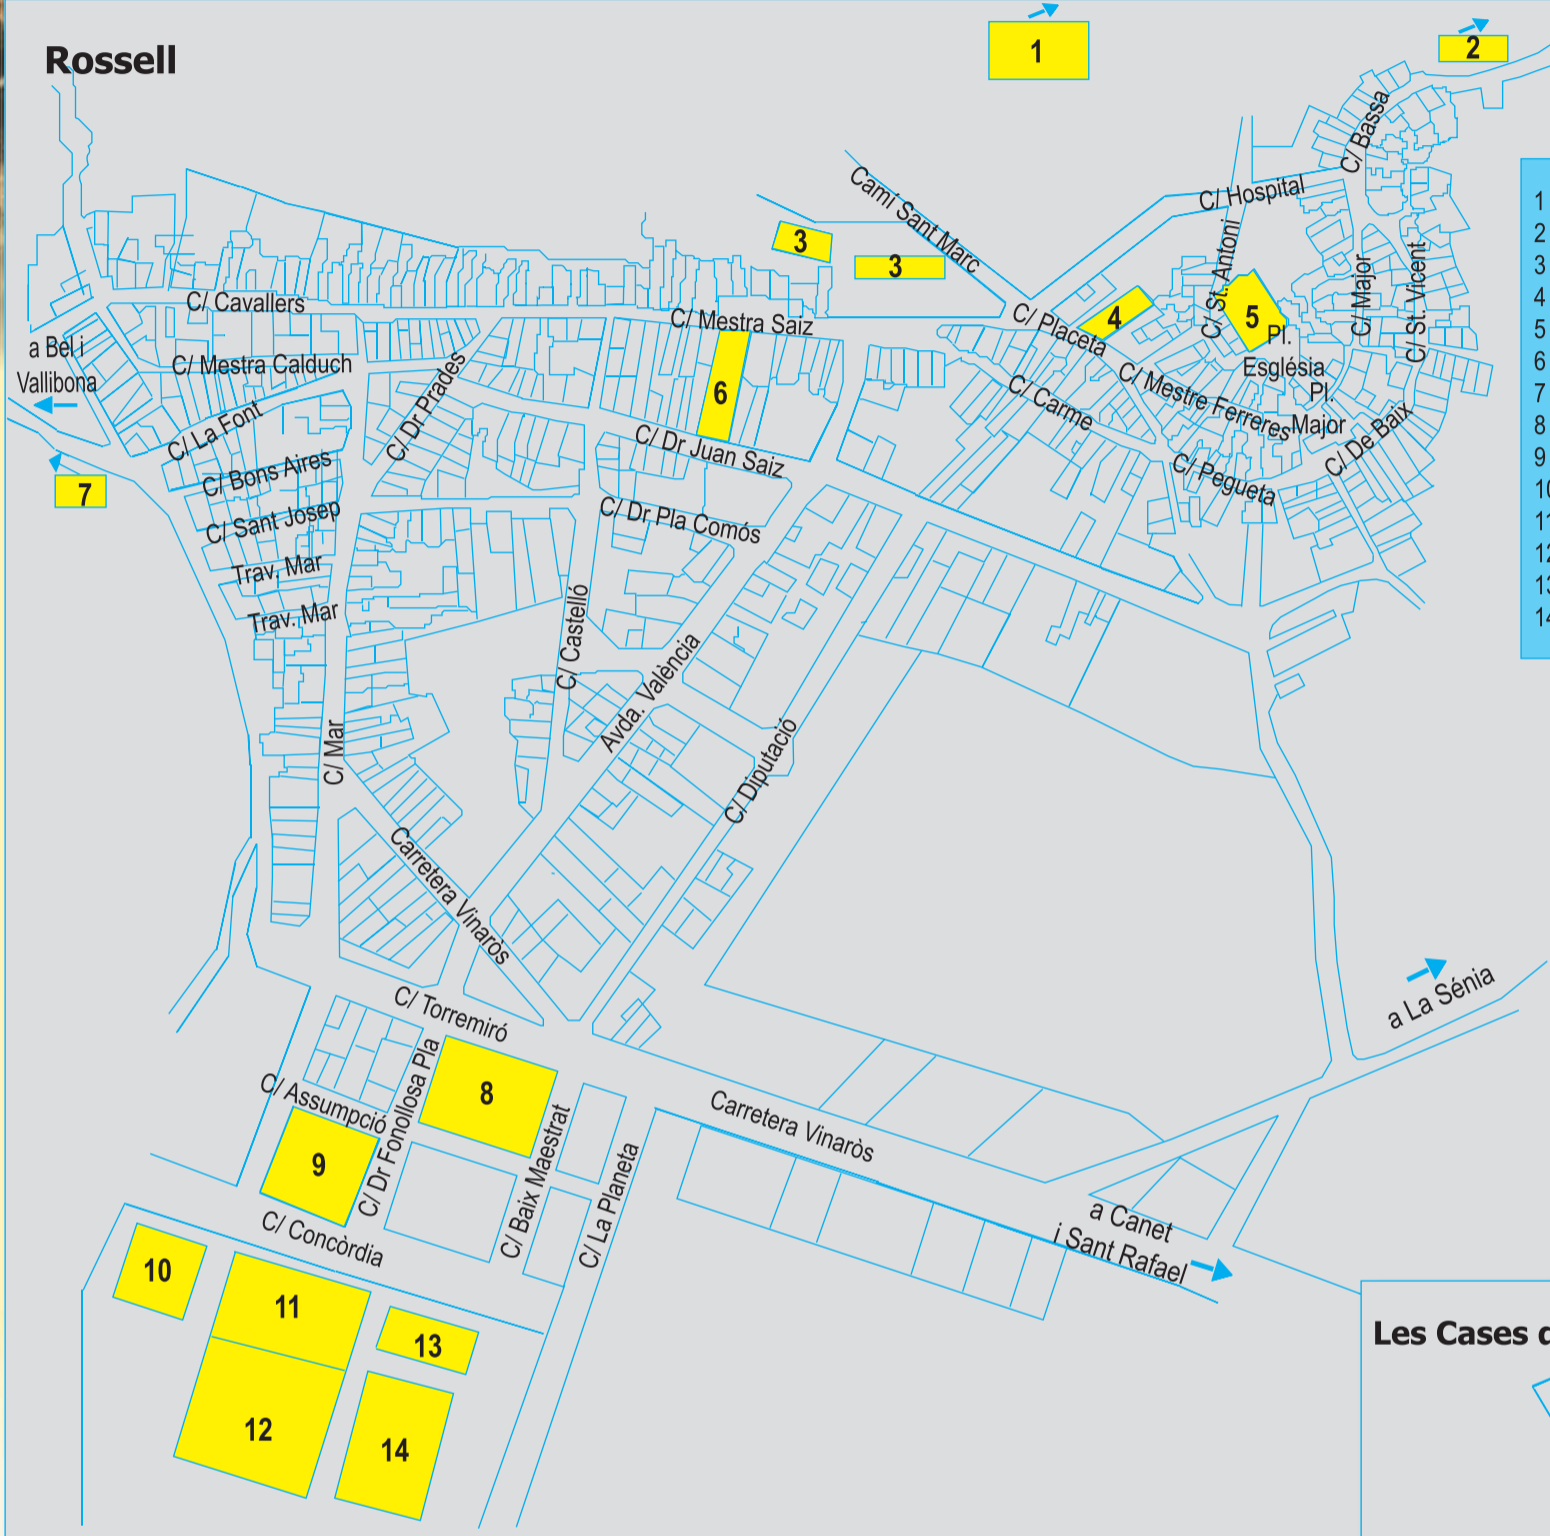 Rossell
1
2
C/ Bassa
C/ Hospital
Camí Sant Marc
C/ St. Antoni
3
3
C/ Major
C/ St. Vicent
C/ Cavallers
C/ Mestra Saiz
C/ Placeta
4
5
Pl.
Església
Pl.
Major
a Bel i
Vallibona
C/ Mestra Calduch
C/ Dr Prades
6
C/ Carme
C/ Mestre Ferreres
C/ De Baix
C/ La Font
C/ Dr Juan Saiz
C/ Pegueta
C/ Bons Aires
7
C/ Sant Josep
C/ Dr Pla Comós
Trav. Mar
Trav. Mar
C/ Castelló
Avda. València
C/ Mar
C/ Diputació
Carretera Vinaròs
a La Sénia
C/ Torremiró
C/ Assumpció
C/ Dr Fonollosa Pla
8
C/ Baix Maestrat
C/ La Planeta
Carretera Vinaròs
9
a Canet
i Sant Rafael
C/ Concòrdia
10
11
13
12
14
1
2
3
4
5
6
7
8
9
10
11
12
13
14
Les Cases d